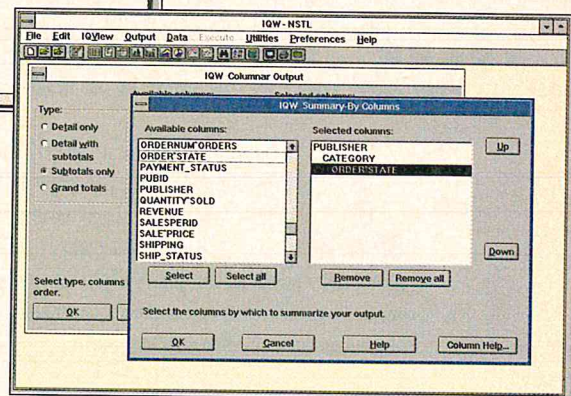 IQW - NSTL
File Edit IQView Output Data Execute Utilities Preferences Help
IQW Columnar Output
Available columns: Selected columns:
Type:
Detail only
Detail with
subtotals
Subtotals only
Grand totals
Select type, columns
order.
OK
IQW Summary-By Columns
Available columns:
ORDERNUM^ORDERS
ORDER^STATE
PAYMENT_STATUS
PUBID
PUBLISHER
QUANTITY^SOLD
REVENUE
SALESPERID
SALE^PRICE
SHIPPING
SHIP_STATUS
Select Select all
Selected columns:
PUBLISHER
CATEGORY
ORDER^STATE
Up
Down
Remove Remove all
Select the columns by which to summarize your output.
OK Cancel Help Column Help...